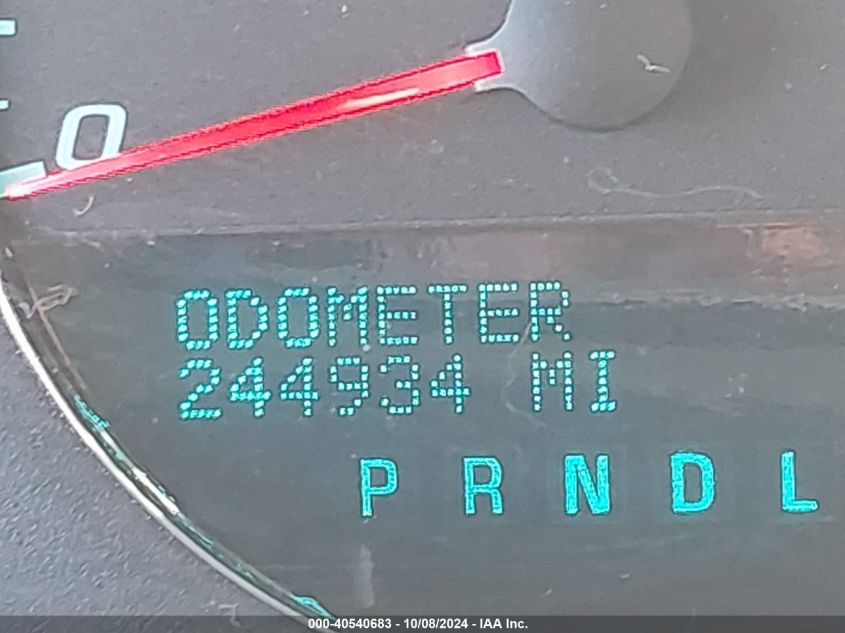 0
ODOMETER
244934 MI
P R N D L
000-40540683 - 10/08/2024 - IAA Inc.